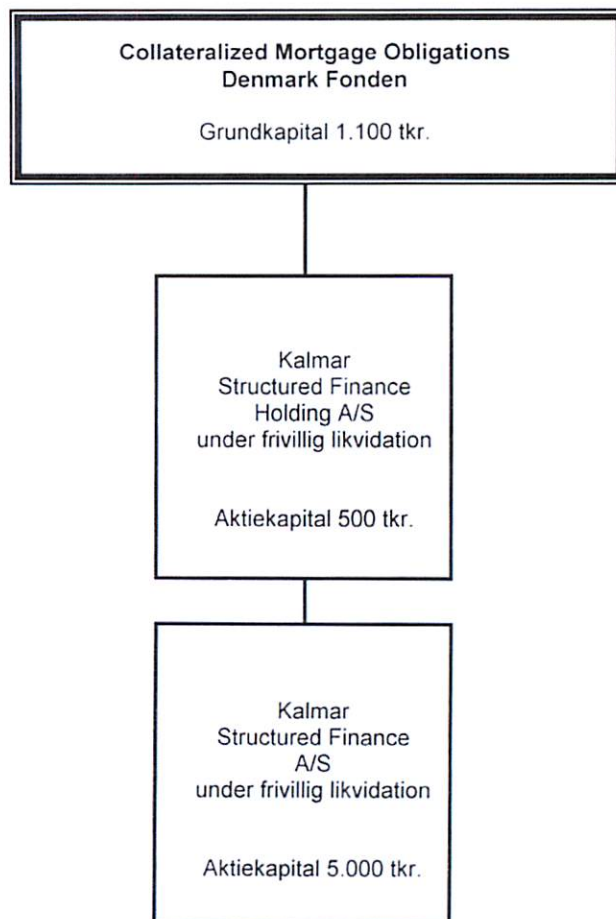 Collateralized Mortgage Obligations
Denmark Fonden
Grundkapital 1.100 tkr.
Kalmar
Structured Finance
Holding A/S
under frivillig likvidation
Aktiekapital 500 tkr.
Kalmar
Structured Finance
A/S
under frivillig likvidation
Aktiekapital 5.000 tkr.